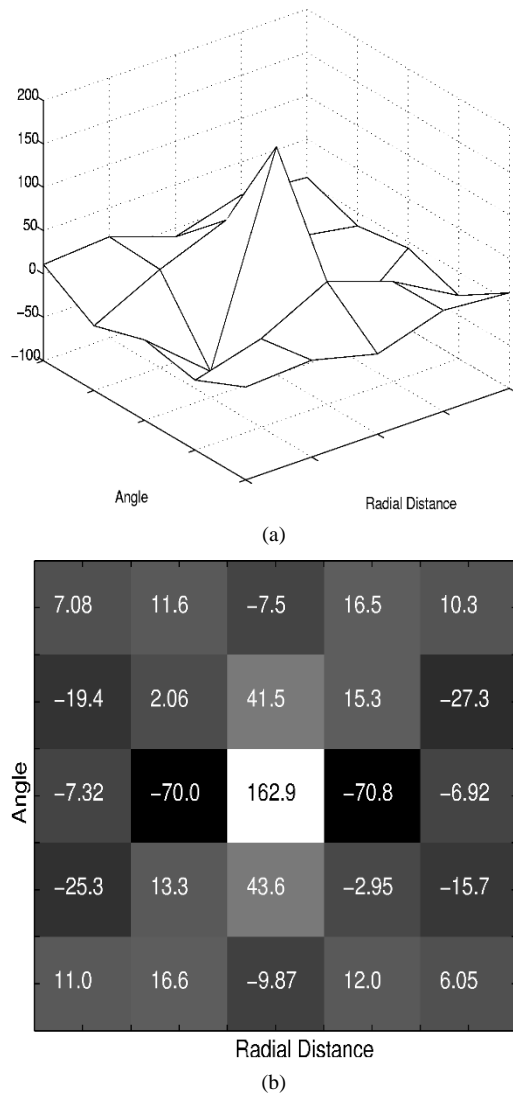 200
150
100
50
0
−50
−100
Angle
Radial Distance
(a)
7.08 11.6 −7.5 16.5 10.3
−19.4 2.06 41.5 15.3 −27.3
Angle
−7.32 −70.0 162.9 −70.8 −6.92
−25.3 13.3 43.6 −2.95 −15.7
11.0 16.6 −9.87 12.0 6.05
Radial Distance
(b)